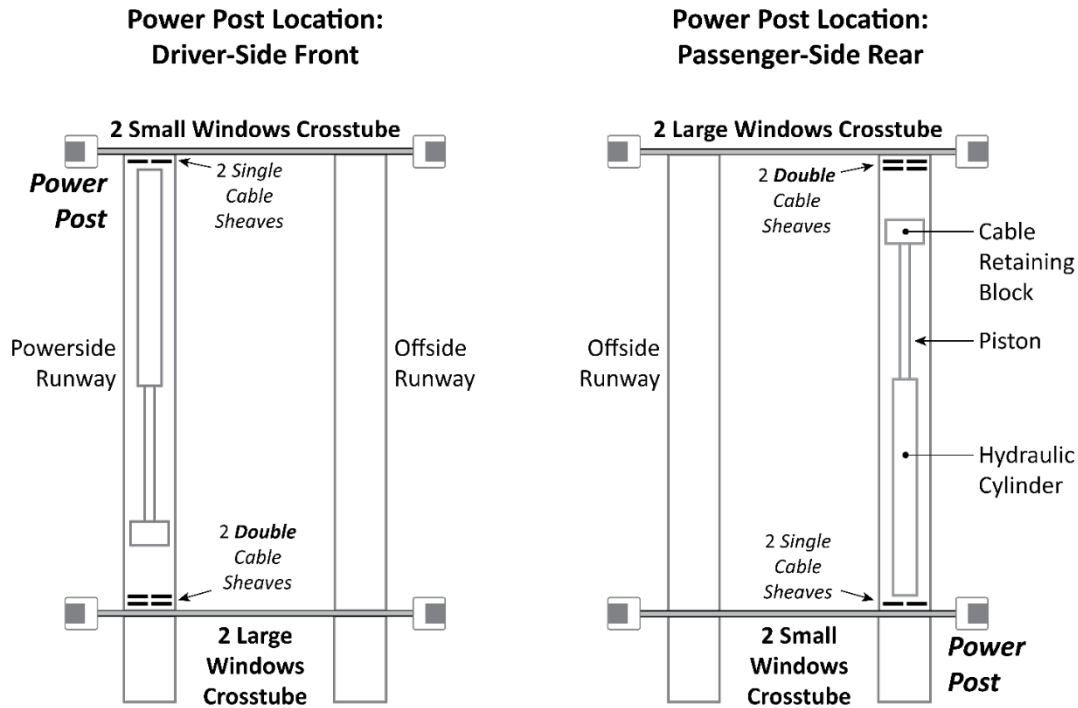 Power Post Location:
Driver-Side Front
2 Small Windows Crosstube
Power
Post
2 Single
Cable
Sheaves
Powerside
Runway
Offside
Runway
2 Double
Cable
Sheaves
2 Large
Windows
Crosstube
Power Post Location:
Passenger-Side Rear
2 Large Windows Crosstube
2 Double
Cable
Sheaves
Cable
Retaining
Block
Offside
Runway
Piston
Hydraulic
Cylinder
2 Single
Cable
Sheaves
2 Small
Windows
Crosstube
Power
Post